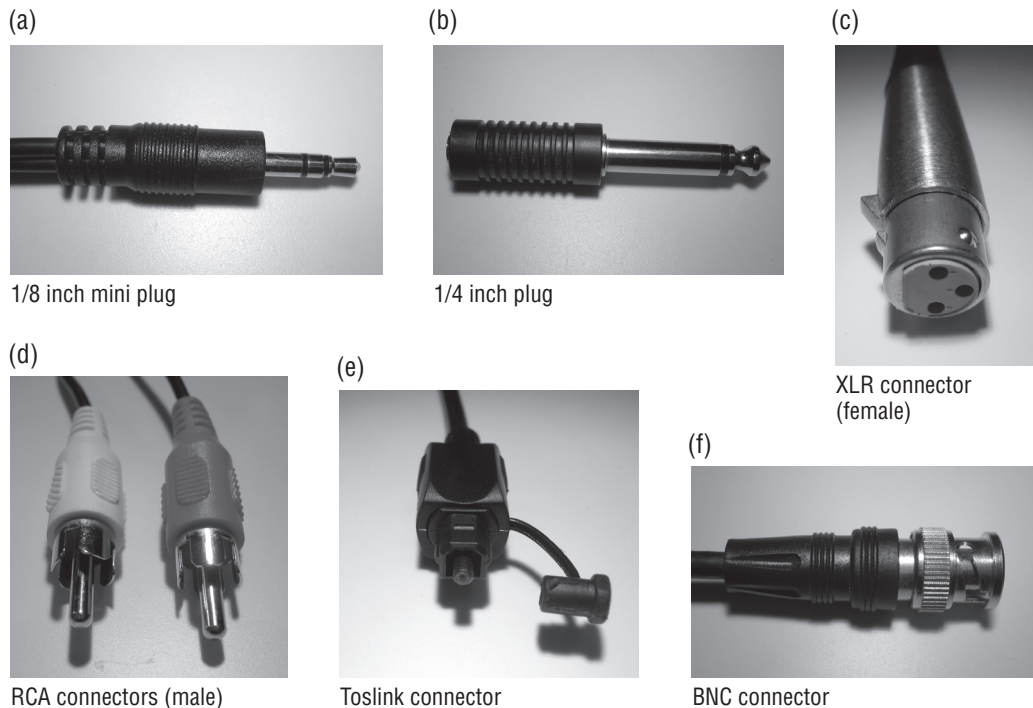 (a)
(b)
(c)
1/8 inch mini plug
1/4 inch plug
XLR connector
(female)
(d)
(e)
(f)
RCA connectors (male)
Toslink connector
BNC connector